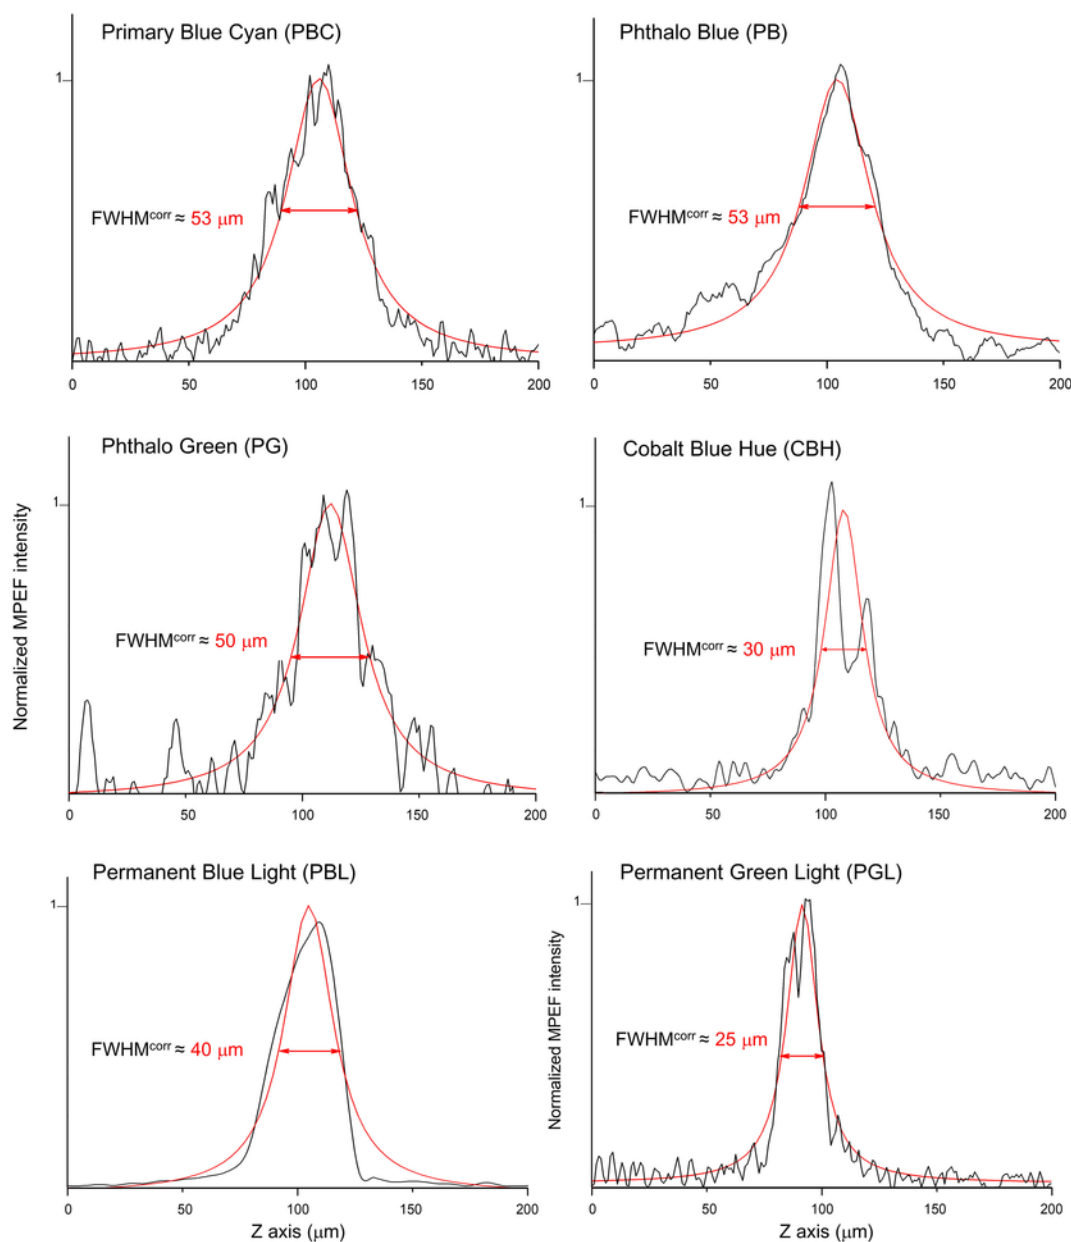 Primary Blue Cyan (PBC)
1
FWHMcorr ≈ 53 μm
0 50 100 150 200
Phthalo Blue (PB)
1
FWHMcorr ≈ 53 μm
0 50 100 150 200
Phthalo Green (PG)
1
FWHMcorr ≈ 50 μm
0 50 100 150 200
Normalized MPEF intensity
Cobalt Blue Hue (CBH)
1
FWHMcorr ≈ 30 μm
0 50 100 150 200
Permanent Blue Light (PBL)
1
FWHMcorr ≈ 40 μm
0 50 100 150 200
Z axis (μm)
Permanent Green Light (PGL)
1
Normalized MPEF intensity
FWHMcorr ≈ 25 μm
0 50 100 150 200
Z axis (μm)